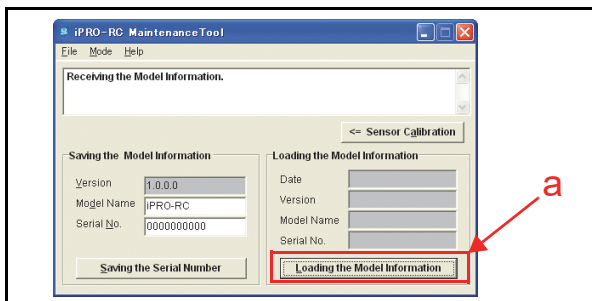 iPRO-RC MaintenanceTool
File Mode Help
Receiving the Model Information.
<= Sensor Calibration
Saving the Model Information
Version 1.0.0.0
Model Name iPRO-RC
Serial No. 0000000000
Saving the Serial Number
Loading the Model Information
Date
Version
Model Name
Serial No.
Loading the Model Information
a